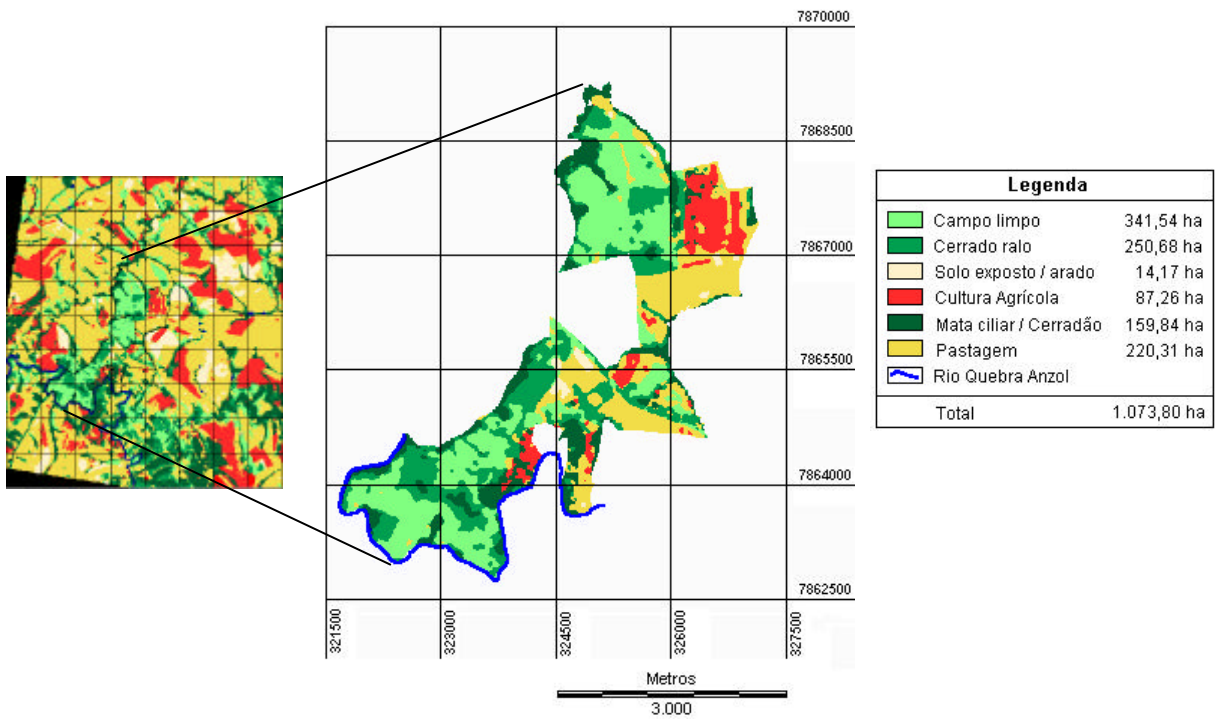 7870000
7868500
7867000
7865500
7864000
7862500
321500
323000
324500
326000
327500
Metros
3.000
Legenda
Campo limpo 341,54 ha
Cerrado ralo 250,68 ha
Solo exposto / arado 14,17 ha
Cultura Agrícola 87,26 ha
Mata ciliar / Cerradão 159,84 ha
Pastagem 220,31 ha
Rio Quebra Anzol
Total 1.073,80 ha